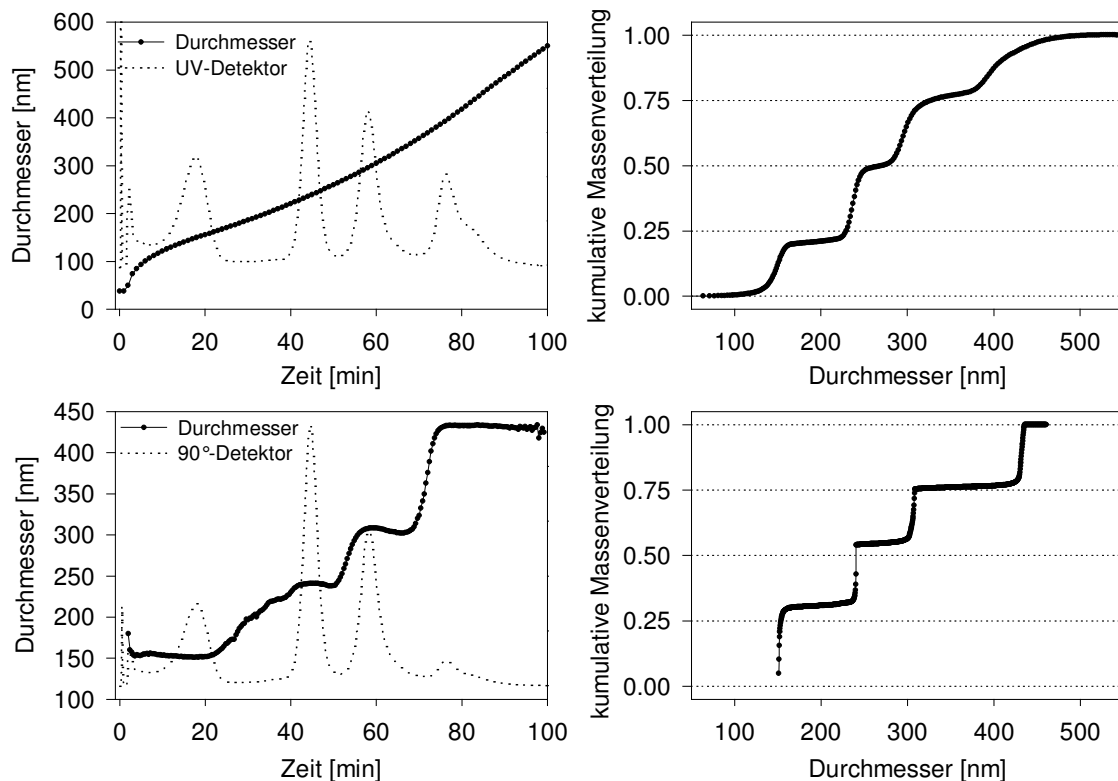 Durchmesser [nm]
600
500
400
300
200
100
0
Durchmesser
UV-Detektor
0 20 40 60 80 100
Zeit [min]
kumulative Massenverteilung
1.00
0.75
0.50
0.25
0.00
100 200 300 400 500
Durchmesser [nm]
Durchmesser [nm]
450
400
350
300
250
200
150
100
Durchmesser
90°-Detektor
0 20 40 60 80 100
Zeit [min]
kumulative Massenverteilung
1.00
0.75
0.50
0.25
0.00
100 200 300 400 500
Durchmesser [nm]